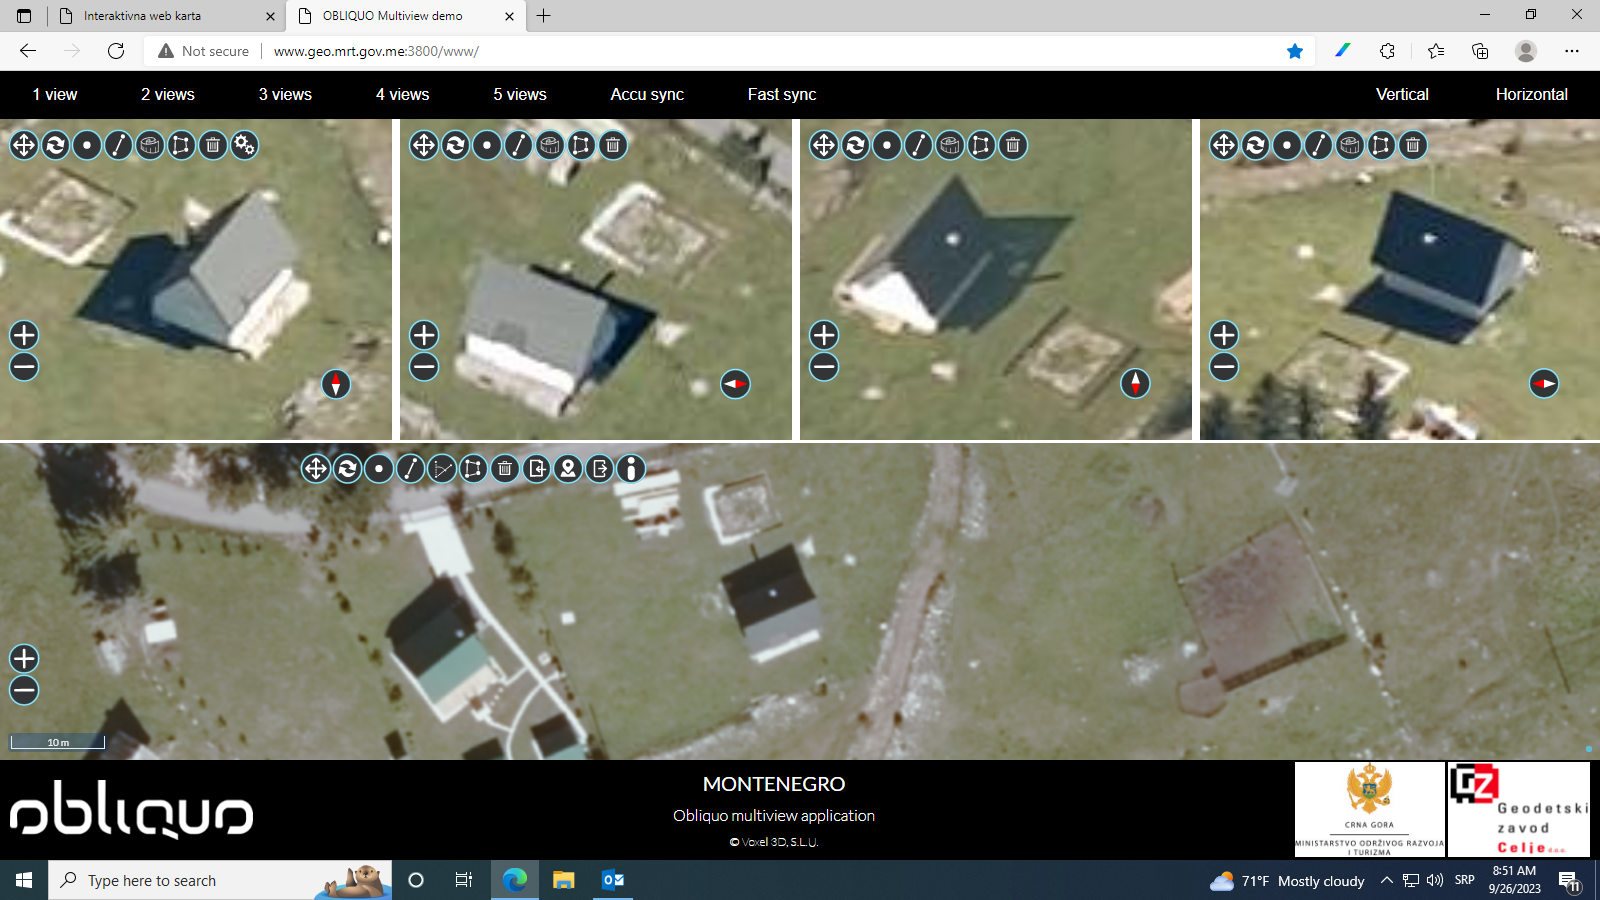 Interaktivna web karta
OBLIQUO Multiview demo
Not secure
www.geo.mrt.gov.me:3800/www/
1 view
2 views
3 views
4 views
5 views
Accu sync
Fast sync
Vertical
Horizontal
10 m
obliquo
MONTENEGRO
Obliquo multiview application
© Voxel 3D, S.L.U.
CRNA GORA
MINISTARSTVO ODRŽIVOG RAZVOJA
I TURIZMA
GZ
Geodetski
zavod
Celje d.o.o.
Type here to search
71°F Mostly cloudy
SRP
8:51 AM
9/26/2023
11